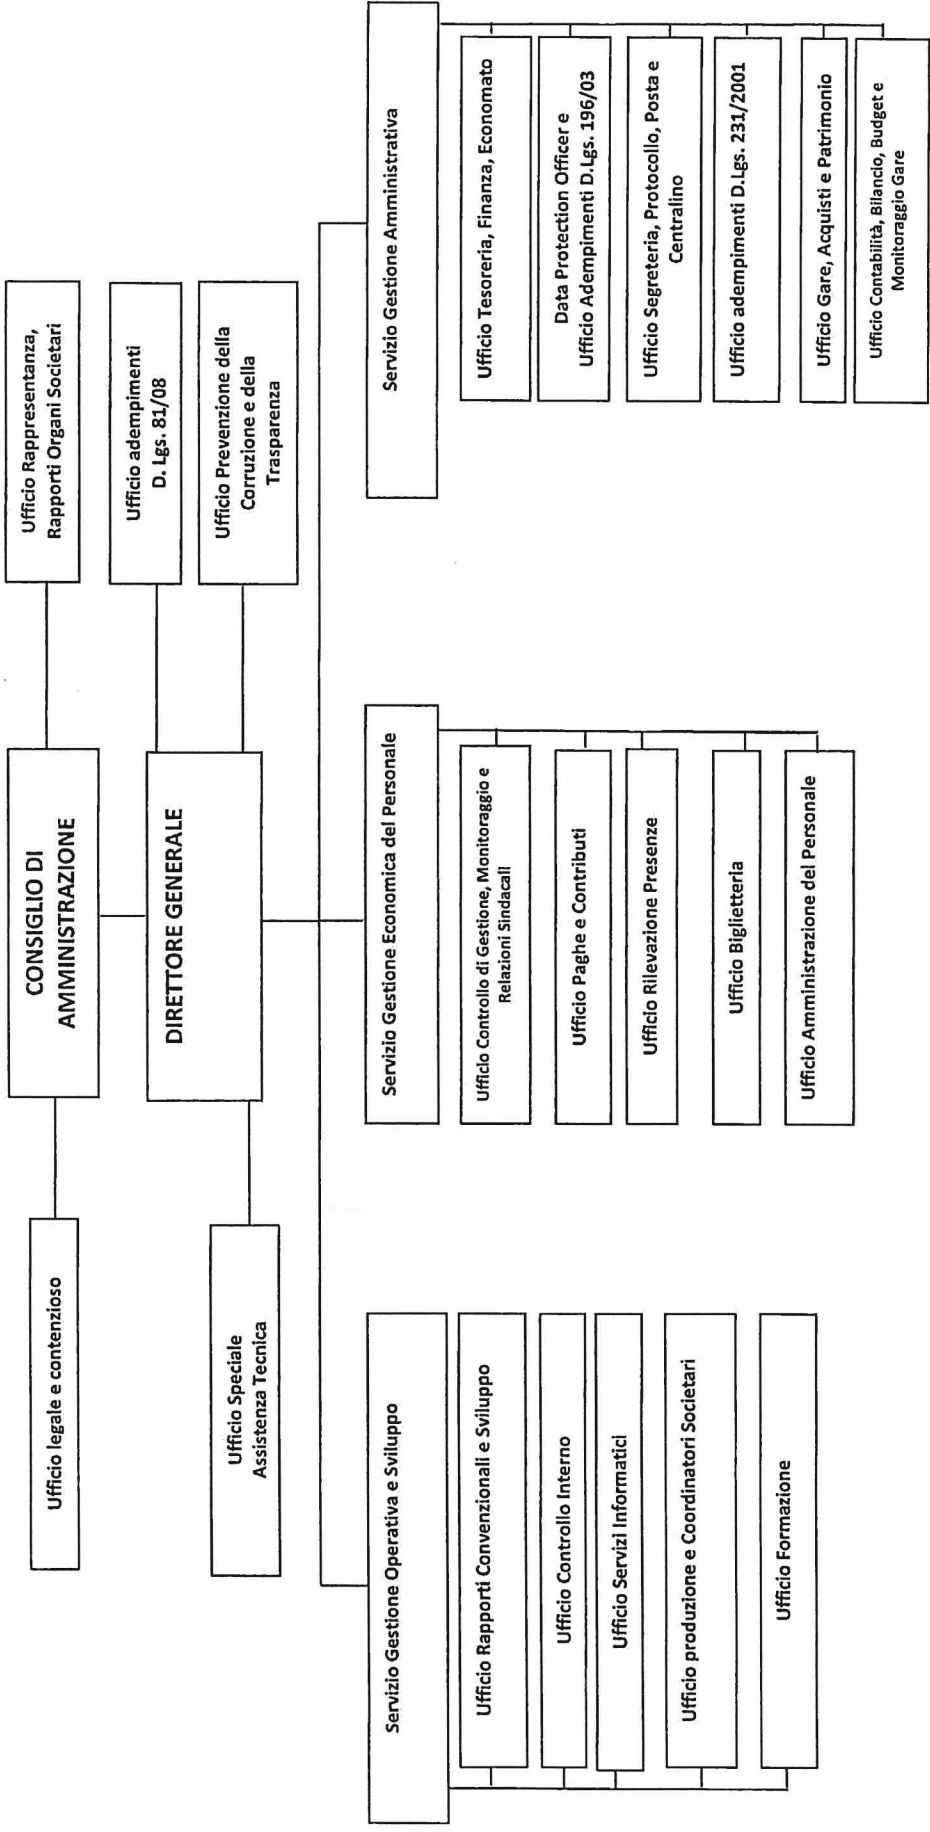 CONSIGLIO DI
AMMINISTRAZIONE
Ufficio legale e contenzioso
Ufficio Rappresentanza,
Rapporti Organi Societari
DIRETTORE GENERALE
Ufficio Speciale
Assistenza Tecnica
Ufficio adempimenti
D. Lgs. 81/08
Ufficio Prevenzione della
Corruzione e della
Trasparenza
Servizio Gestione Operativa e Sviluppo
Ufficio Rapporti Convenzionali e Sviluppo
Ufficio Controllo Interno
Ufficio Servizi Informatici
Ufficio produzione e Coordinatori Societari
Ufficio Formazione
Servizio Gestione Economica del Personale
Ufficio Controllo di Gestione, Monitoraggio e
Relazioni Sindacali
Ufficio Paghe e Contributi
Ufficio Rilevazione Presenze
Ufficio Biglietteria
Ufficio Amministrazione del Personale
Servizio Gestione Amministrativa
Ufficio Tesoreria, Finanza, Economato
Data Protection Officer e
Ufficio Adempimenti D.Lgs. 196/03
Ufficio Segreteria, Protocollo, Posta e
Centralino
Ufficio adempimenti D.Lgs. 231/2001
Ufficio Gare, Acquisti e Patrimonio
Ufficio Contabilità, Bilancio, Budget e
Monitoraggio Gare